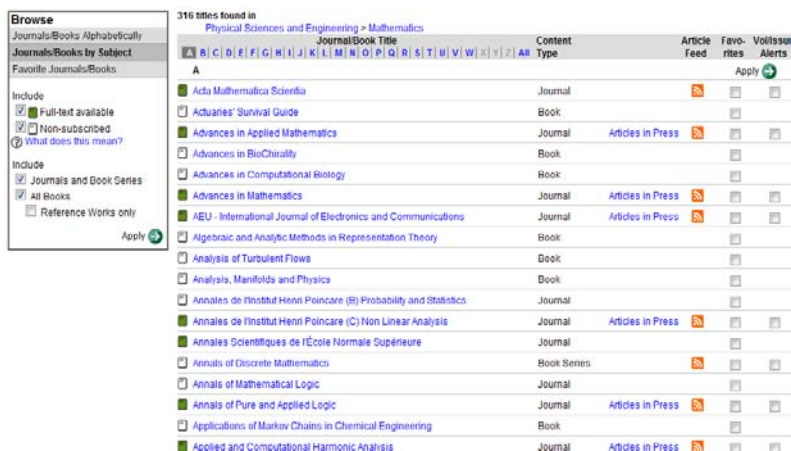 Browse
Journals/Books Alphabetically
Journals/Books by Subject
Favorite Journals/Books
Include
Full-text available
Non-subscribed
What does this mean?
Include
Journals and Book Series
All Books
Reference Works only
Apply
316 titles found in
Physical Sciences and Engineering > Mathematics
Journal/Book Title Content Type Article Feed Favo-rites Vol/Issu Alerts
A B C D E F G H I J K L M N O P Q R S T U V W X Y Z All
A Apply
Acta Mathematica Scientia Journal
Actuaries' Survival Guide Book
Advances in Applied Mathematics Journal Articles in Press
Advances in BioChirality Book
Advances in Computational Biology Book
Advances in Mathematics Journal Articles in Press
AEU - International Journal of Electronics and Communications Journal Articles in Press
Algebraic and Analytic Methods in Representation Theory Book
Analysis of Turbulent Flows Book
Analysis, Manifolds and Physics Book
Annales de l'Institut Henri Poincare (B) Probability and Statistics Journal
Annales de l'Institut Henri Poincare (C) Non Linear Analysis Journal Articles in Press
Annales Scientifiques de l'École Normale Supérieure Journal
Annals of Discrete Mathematics Book Series
Annals of Mathematical Logic Journal
Annals of Pure and Applied Logic Journal Articles in Press
Applications of Markov Chains in Chemical Engineering Book
Applied and Computational Harmonic Analysis Journal Articles in Press